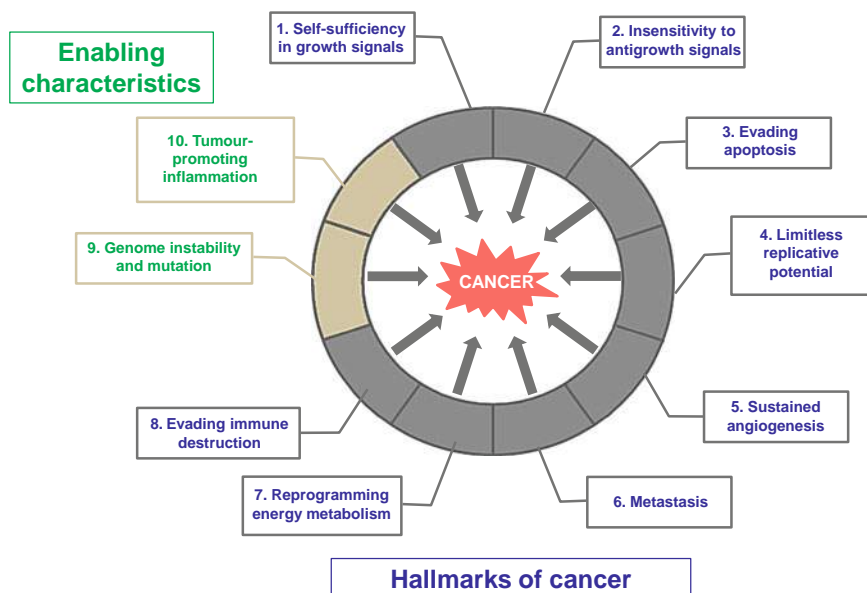 Enabling
characteristics
1. Self-sufficiency
in growth signals
2. Insensitivity to
antigrowth signals
3. Evading
apoptosis
4. Limitless
replicative
potential
5. Sustained
angiogenesis
6. Metastasis
7. Reprogramming
energy metabolism
8. Evading immune
destruction
9. Genome instability
and mutation
10. Tumour-
promoting
inflammation
CANCER
Hallmarks of cancer